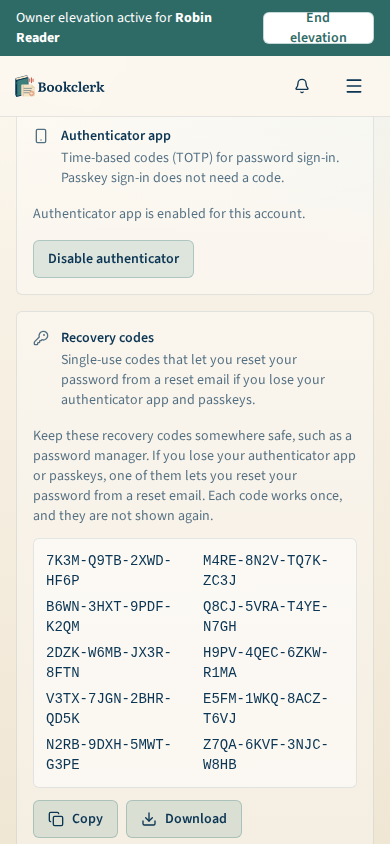 Owner elevation active for Robin
Reader
End
elevation
Bookclerk
Authenticator app
Time-based codes (TOTP) for password sign-in.
Passkey sign-in does not need a code.
Authenticator app is enabled for this account.
Disable authenticator
Recovery codes
Single-use codes that let you reset your
password from a reset email if you lose your
authenticator app and passkeys.
Keep these recovery codes somewhere safe, such as a
password manager. If you lose your authenticator app
or passkeys, one of them lets you reset your
password from a reset email. Each code works once,
and they are not shown again.
7K3M-Q9TB-2XWD-
HF6P
M4RE-8N2V-TQ7K-
ZC3J
B6WN-3HXT-9PDF-
K2QM
Q8CJ-5VRA-T4YE-
N7GH
2DZK-W6MB-JX3R-
8FTN
H9PV-4QEC-6ZKW-
R1MA
V3TX-7JGN-2BHR-
QD5K
E5FM-1WKQ-8ACZ-
T6VJ
N2RB-9DXH-5MWT-
G3PE
Z7QA-6KVF-3NJC-
W8HB
Copy
Download